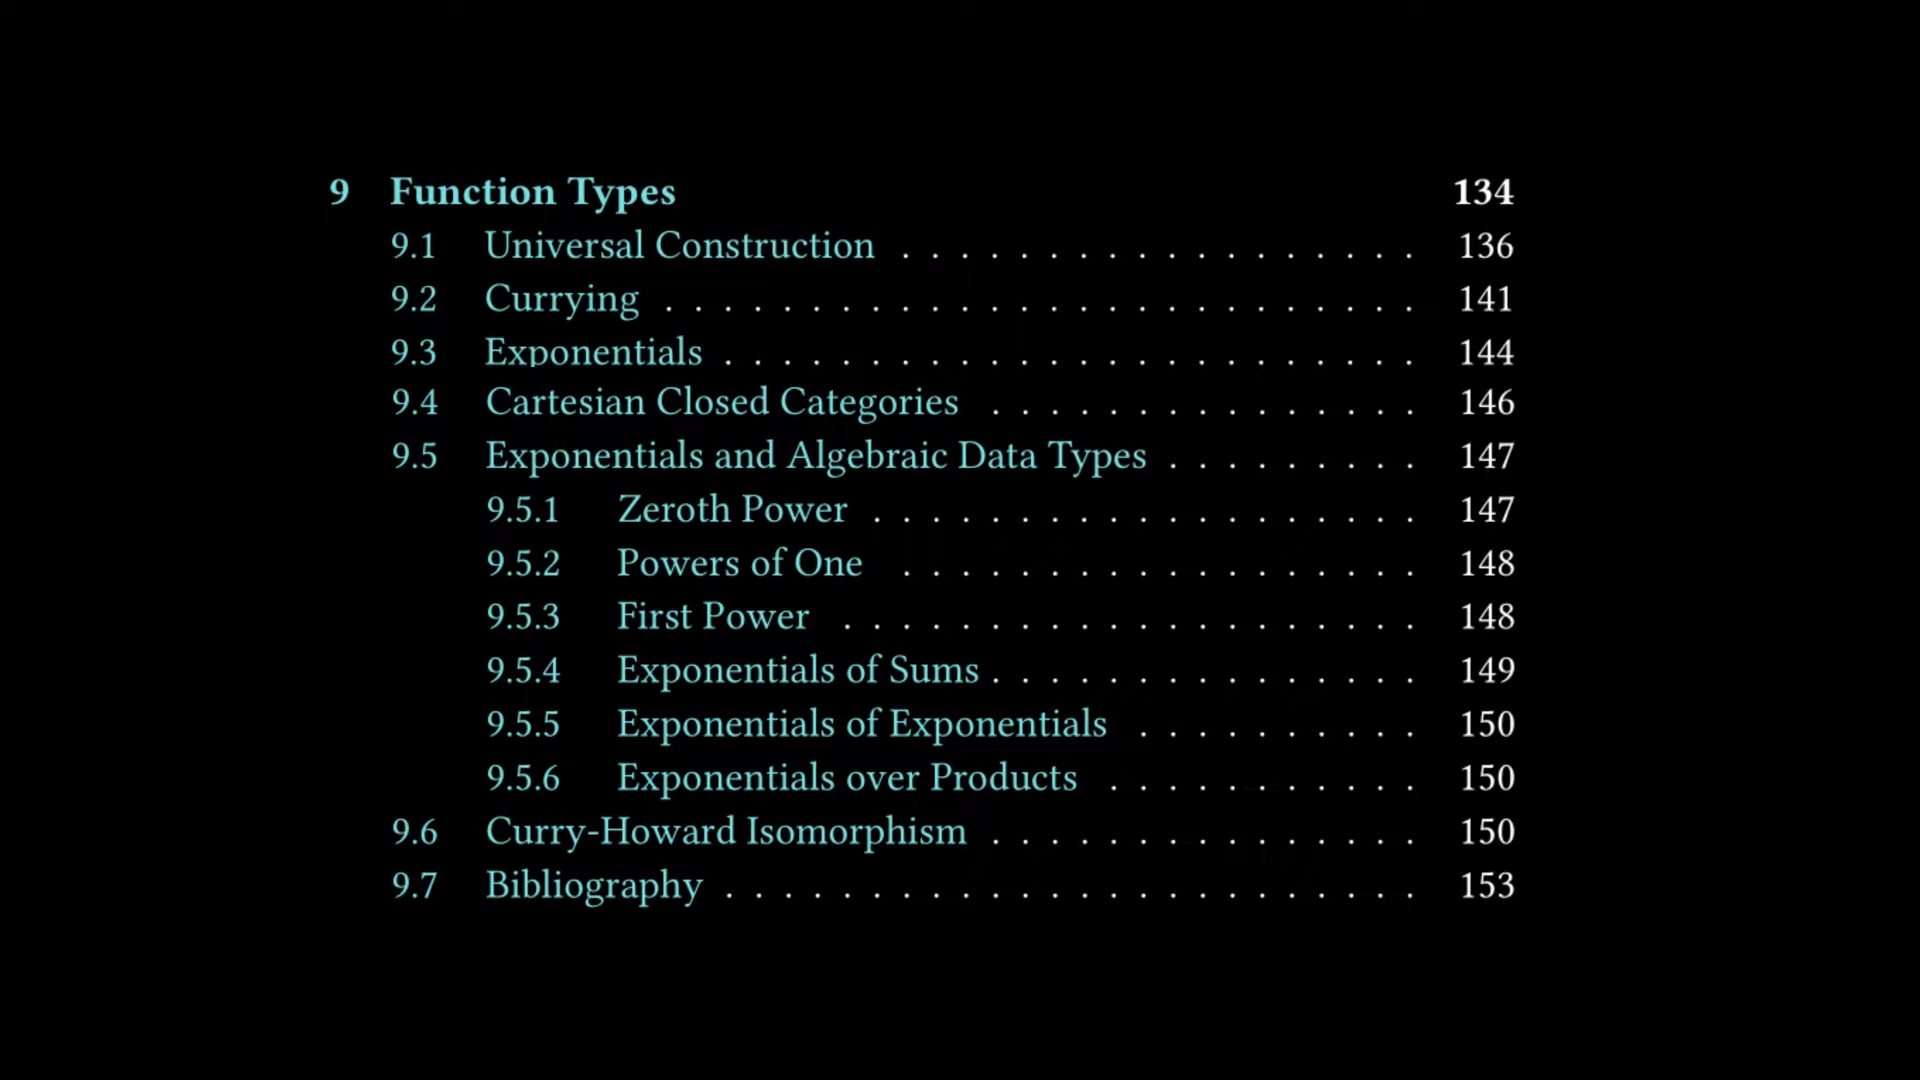 9 Function Types 134
9.1 Universal Construction . . . . . . . . . . . . . . . . . . 136
9.2 Currying . . . . . . . . . . . . . . . . . . . . . . . . . . 141
9.3 Exponentials . . . . . . . . . . . . . . . . . . . . . . . . 144
9.4 Cartesian Closed Categories . . . . . . . . . . . . . . . 146
9.5 Exponentials and Algebraic Data Types . . . . . . . . . 147
9.5.1 Zeroth Power . . . . . . . . . . . . . . . . . . . 147
9.5.2 Powers of One . . . . . . . . . . . . . . . . . . 148
9.5.3 First Power . . . . . . . . . . . . . . . . . . . . 148
9.5.4 Exponentials of Sums . . . . . . . . . . . . . . . 149
9.5.5 Exponentials of Exponentials . . . . . . . . . . 150
9.5.6 Exponentials over Products . . . . . . . . . . . 150
9.6 Curry-Howard Isomorphism . . . . . . . . . . . . . . . 150
9.7 Bibliography . . . . . . . . . . . . . . . . . . . . . . . . 153